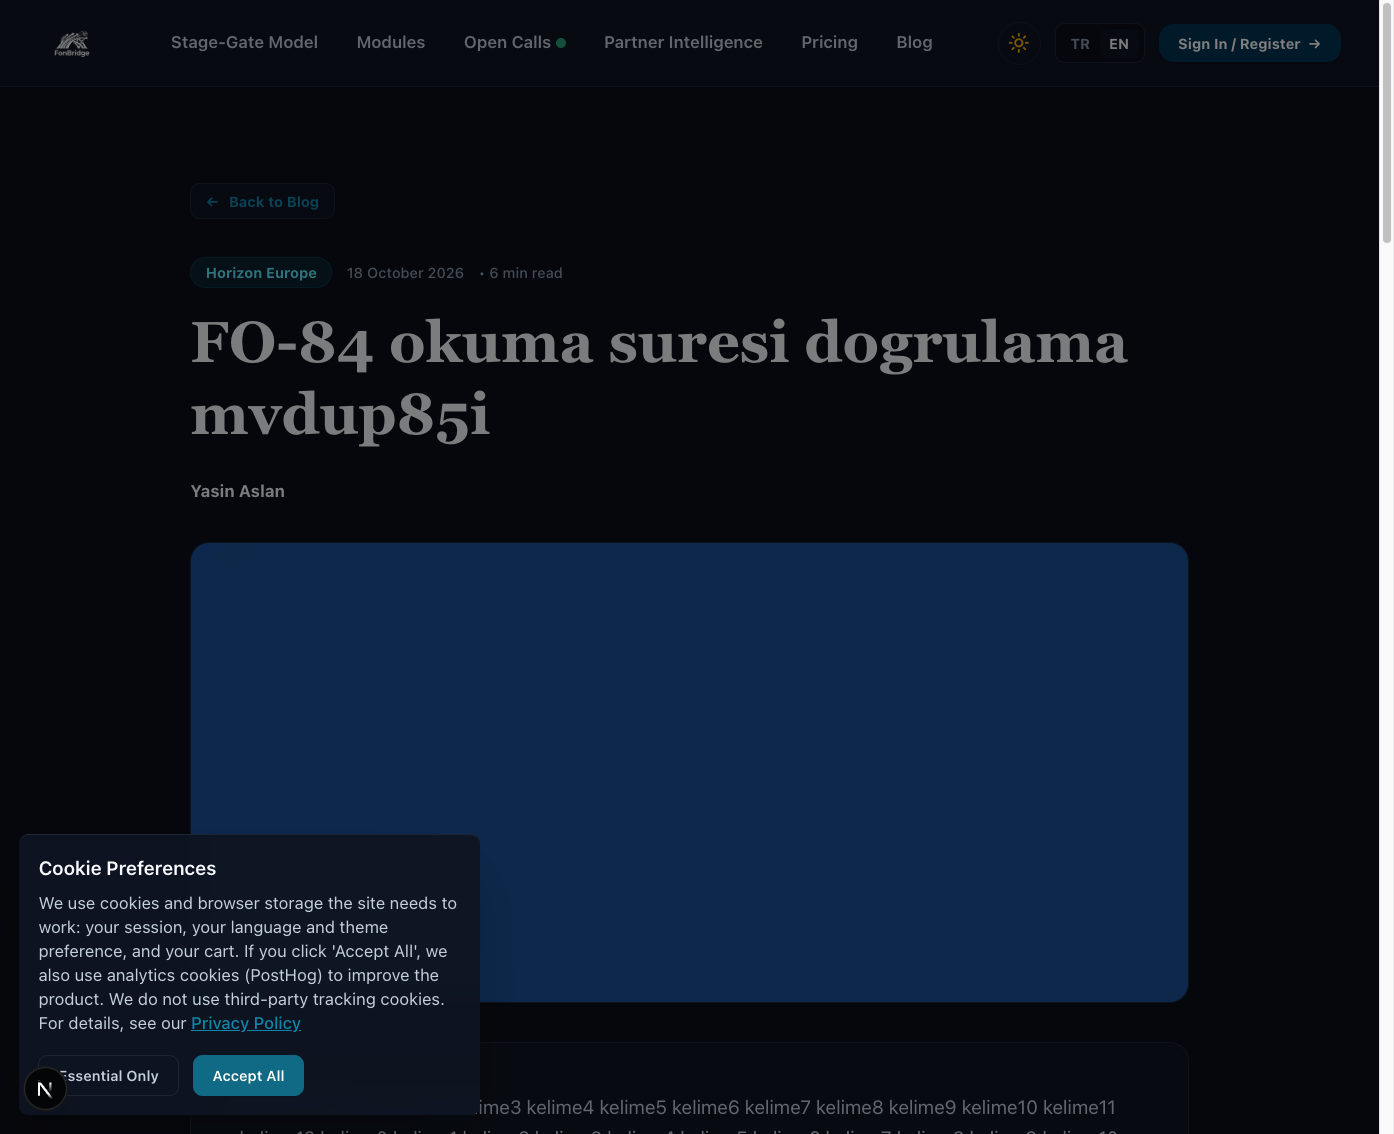 FonBridge
Stage-Gate Model
Modules
Open Calls
Partner Intelligence
Pricing
Blog
TR EN
Sign In / Register →
← Back to Blog
Horizon Europe
18 October 2026
• 6 min read
FO-84 okuma suresi dogrulama
mvdup85i
Yasin Aslan
Cookie Preferences
We use cookies and browser storage the site needs to
work: your session, your language and theme
preference, and your cart. If you click 'Accept All', we
also use analytics cookies (PostHog) to improve the
product. We do not use third-party tracking cookies.
For details, see our Privacy Policy
Essential Only
Accept All
N
kelime4 kelime5 kelime6 kelime7 kelime8 kelime9 kelime10 kelime11